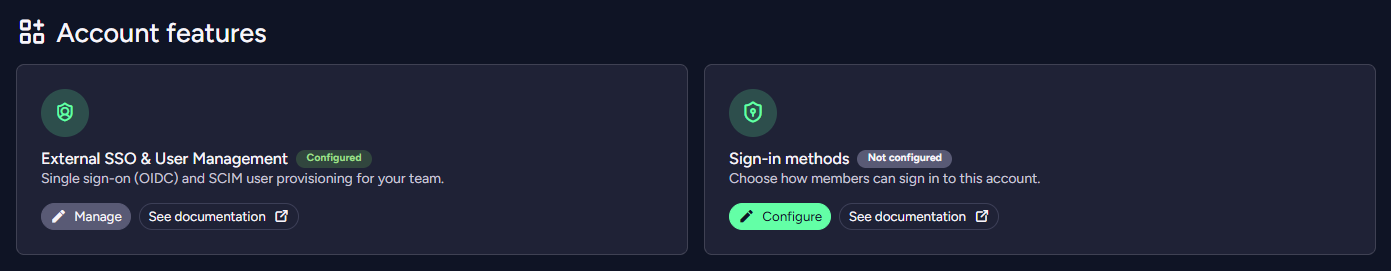 Account features
External SSO & User Management Configured
Single sign-on (OIDC) and SCIM user provisioning for your team.
Manage See documentation
Sign-in methods Not configured
Choose how members can sign in to this account.
Configure See documentation